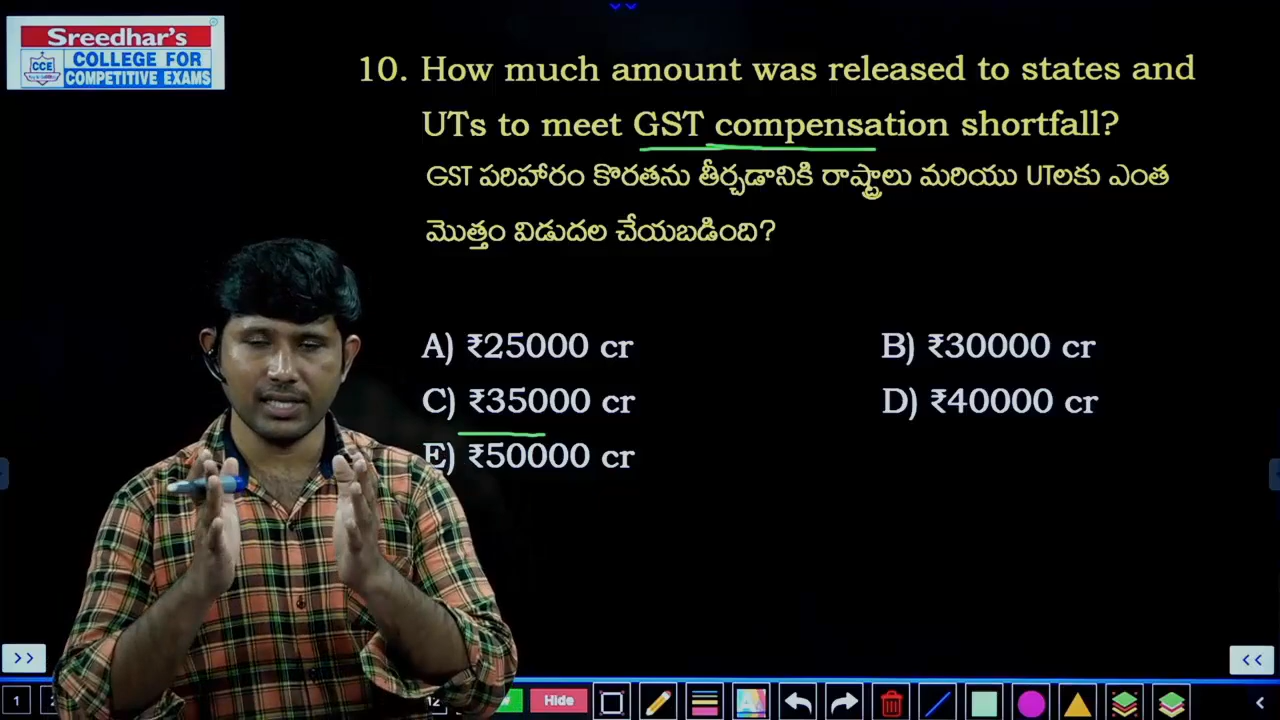 Sreedhar's
CCE
COLLEGE FOR
COMPETITIVE EXAMS
10. How much amount was released to states and
UTs to meet GST compensation shortfall?
GST పరిహారం కొరతను తీర్చడానికి రాష్ట్రాలు మరియు UTలకు ఎంత
మొత్తం విడుదల చేయబడింది?
A) ₹25000 cr
B) ₹30000 cr
C) ₹35000 cr
D) ₹40000 cr
E) ₹50000 cr
>>
<<
1
12
Hide